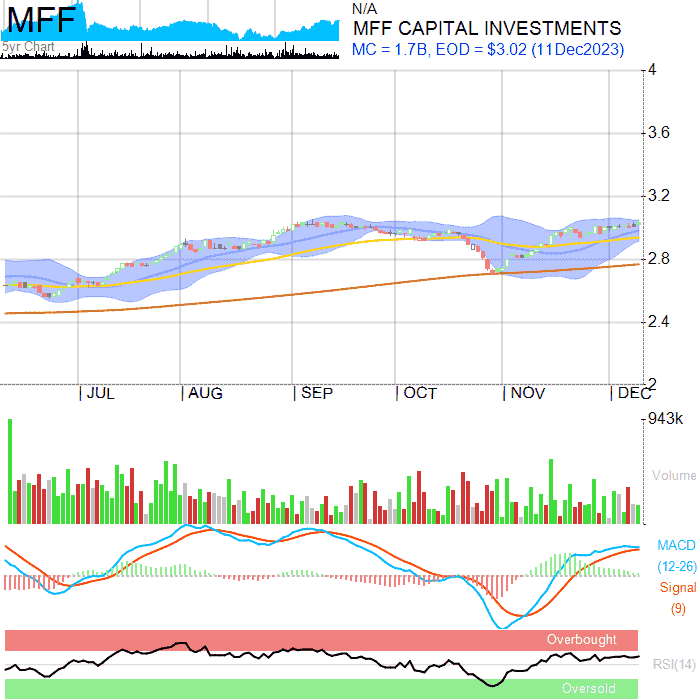 MFF
5yr Chart
N/A
MFF CAPITAL INVESTMENTS
MC = 1.7B, EOD = $3.02 (11Dec2023)
4
3.6
3.2
2.8
2.4
2
| JUL | AUG | SEP | OCT | NOV | DEC
943k
Volume
MACD
(12-26)
Signal
(9)
Overbought
RSI(14)
Oversold